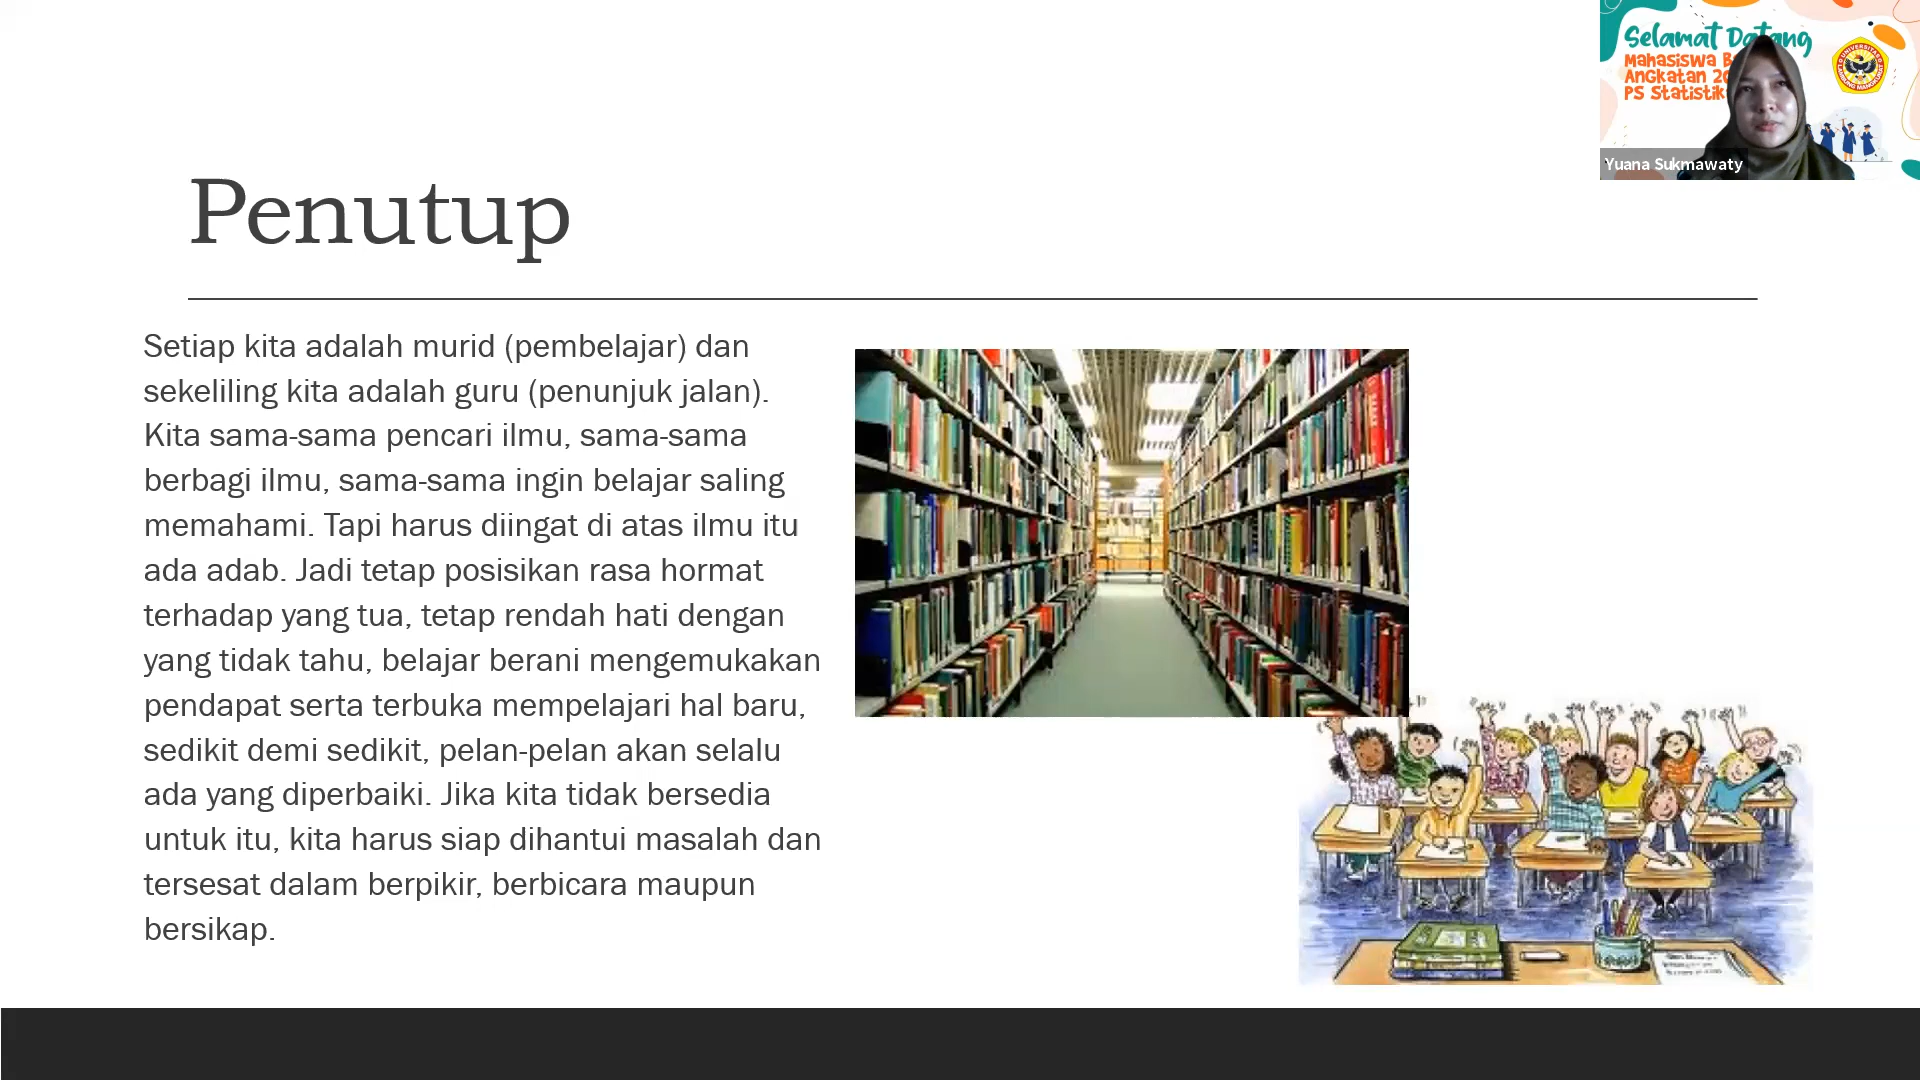 Selamat Datang
Mahasiswa
Angkatan
PS Statistik
UNIVERSITAS
LAMBUNG MANGKURAT
Yuana Sukmawaty
Penutup
Setiap kita adalah murid (pembelajar) dan
sekeliling kita adalah guru (penunjuk jalan).
Kita sama-sama pencari ilmu, sama-sama
berbagi ilmu, sama-sama ingin belajar saling
memahami. Tapi harus diingat di atas ilmu itu
ada adab. Jadi tetap posisikan rasa hormat
terhadap yang tua, tetap rendah hati dengan
yang tidak tahu, belajar berani mengemukakan
pendapat serta terbuka mempelajari hal baru,
sedikit demi sedikit, pelan-pelan akan selalu
ada yang diperbaiki. Jika kita tidak bersedia
untuk itu, kita harus siap dihantui masalah dan
tersesat dalam berpikir, berbicara maupun
bersikap.